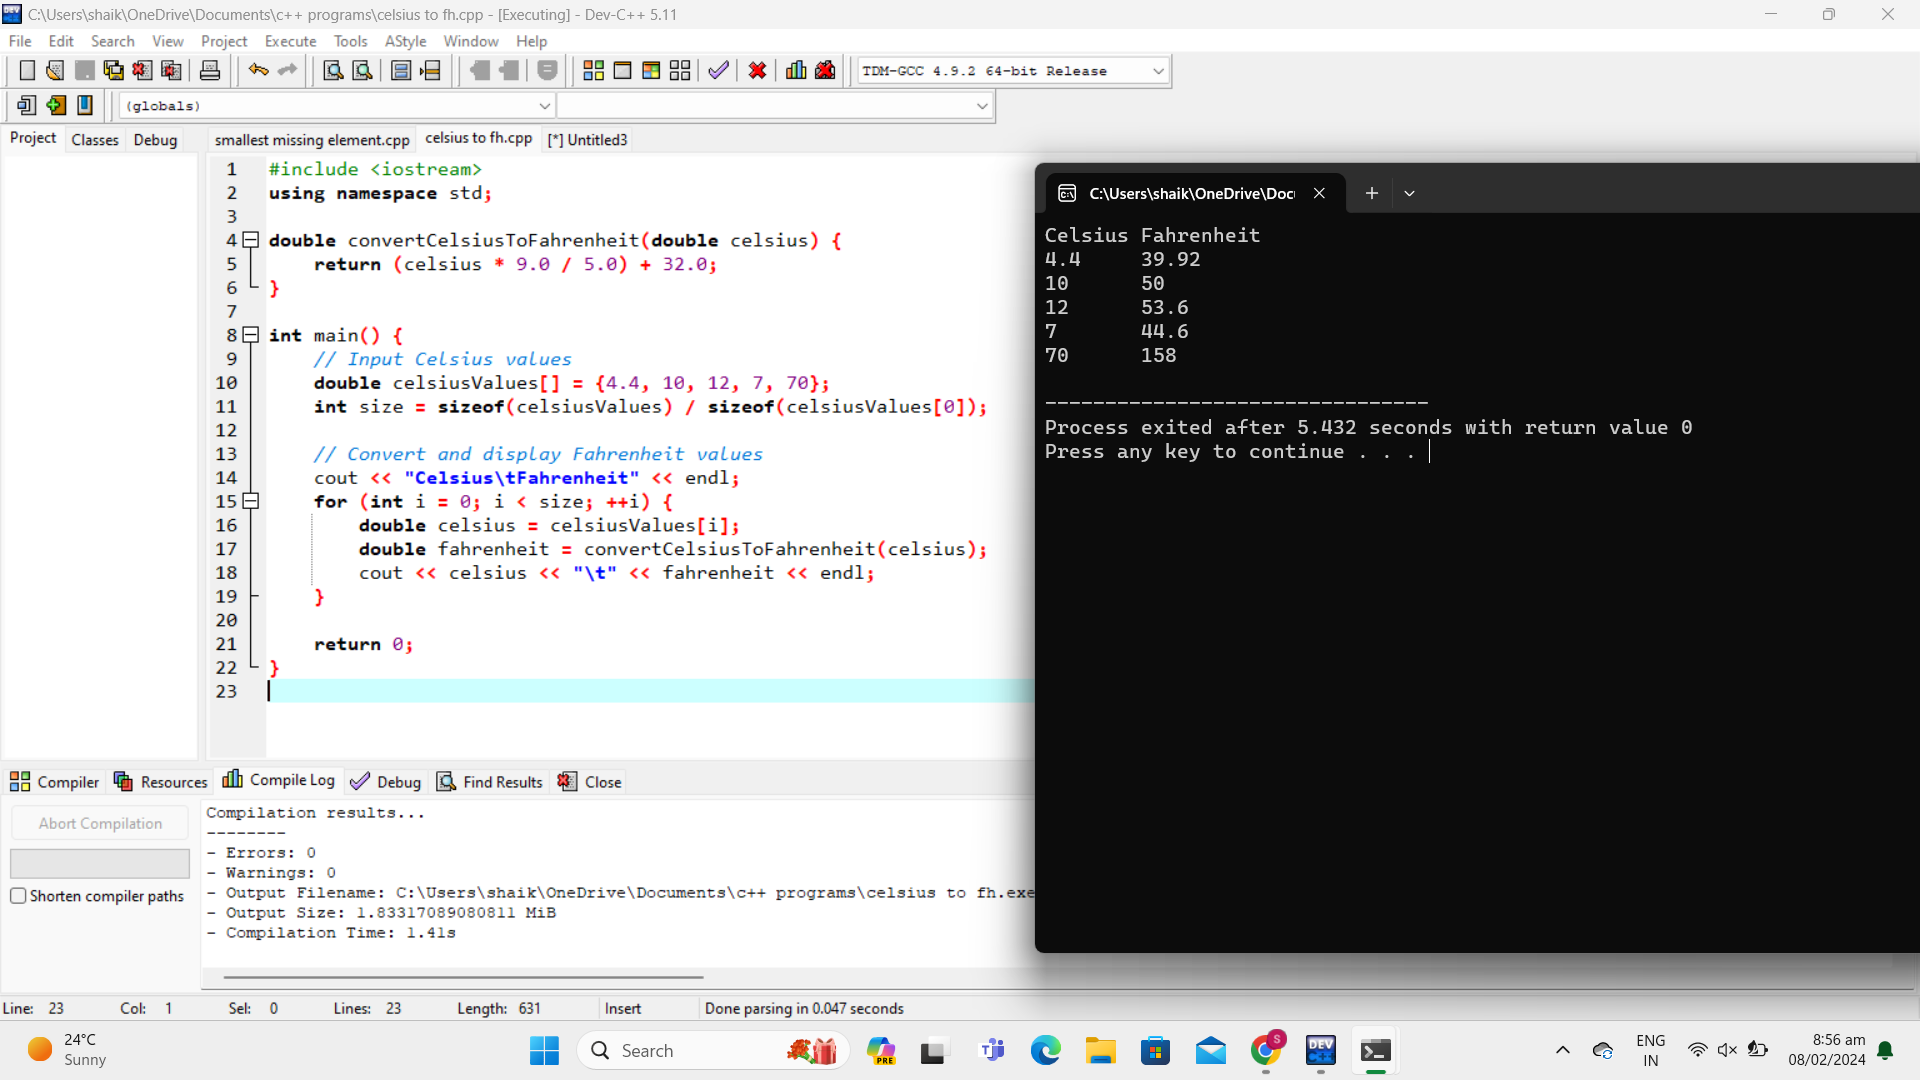 C:\Users\shaik\OneDrive\Documents\c++ programs\celsius to fh.cpp - [Executing] - Dev-C++ 5.11
File Edit Search View Project Execute Tools AStyle Window Help
TDM-GCC 4.9.2 64-bit Release
(globals)
Project Classes Debug
smallest missing element.cpp celsius to fh.cpp [*] Untitled3
1 #include <iostream>
2 using namespace std;
3
4 double convertCelsiusToFahrenheit(double celsius) {
5 return (celsius * 9.0 / 5.0) + 32.0;
6 }
7
8 int main() {
9 // Input Celsius values
10 double celsiusValues[] = {4.4, 10, 12, 7, 70};
11 int size = sizeof(celsiusValues) / sizeof(celsiusValues[0]);
12
13 // Convert and display Fahrenheit values
14 cout << "Celsius\tFahrenheit" << endl;
15 for (int i = 0; i < size; ++i) {
16 double celsius = celsiusValues[i];
17 double fahrenheit = convertCelsiusToFahrenheit(celsius);
18 cout << celsius << "\t" << fahrenheit << endl;
19 }
20
21 return 0;
22 }
23
C:\Users\shaik\OneDrive\Doc
Celsius Fahrenheit
4.4 39.92
10 50
12 53.6
7 44.6
70 158
--------------------------------
Process exited after 5.432 seconds with return value 0
Press any key to continue . . .
Compiler Resources Compile Log Debug Find Results Close
Abort Compilation
Shorten compiler paths
Compilation results...
--------
- Errors: 0
- Warnings: 0
- Output Filename: C:\Users\shaik\OneDrive\Documents\c++ programs\celsius to fh.exe
- Output Size: 1.83317089080811 MiB
- Compilation Time: 1.41s
Line: 23 Col: 1 Sel: 0 Lines: 23 Length: 631 Insert Done parsing in 0.047 seconds
24°C
Sunny
Search
PRE
S
DEV
ENG
IN
8:56 am
08/02/2024